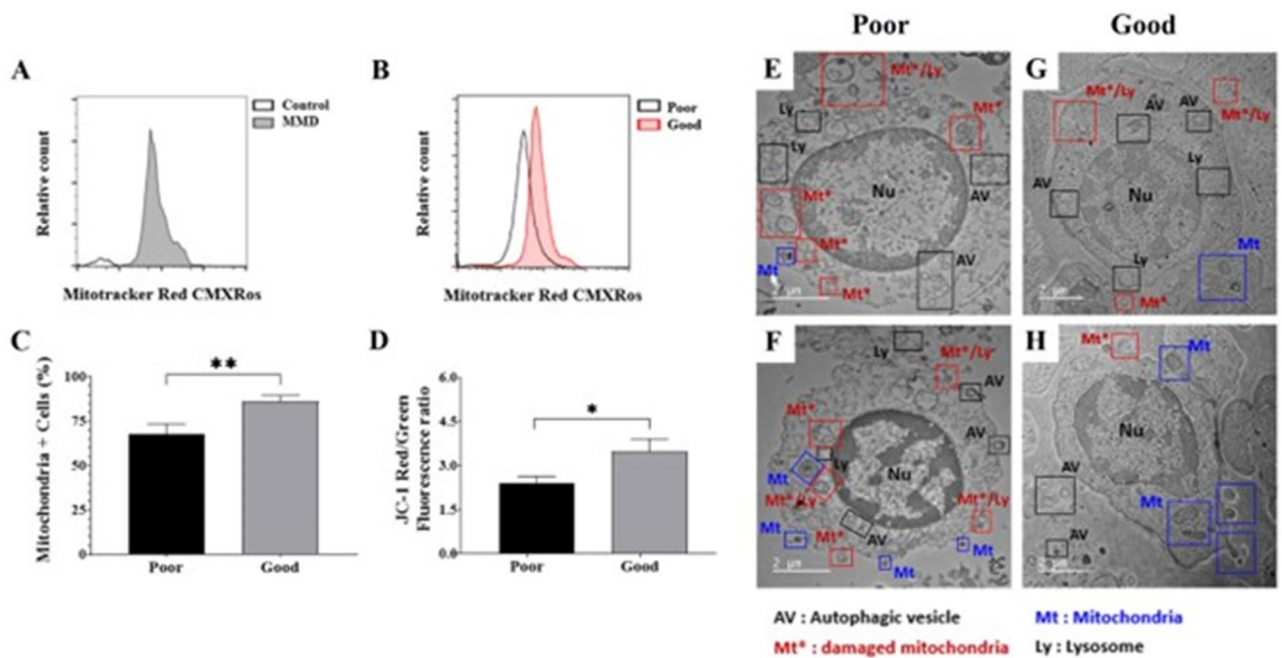 Poor Good
A
Relative count
Control
MMD
Mitotracker Red CMXRos
B
Relative count
Poor
Good
Mitotracker Red CMXRos
C
Mitochondria + Cells (%)
100
75
50
25
0
**
Poor Good
D
JC-1 Red/Green
Fluorescence ratio
6.0
4.5
3.0
1.5
0.0
*
Poor Good
E
Mt*/Ly
Ly
Mt*
Ly
AV
Nu
Mt*
Mt*
Mt
AV
Mt*
G
Mt*/Ly
AV
AV
Mt*/Ly
Ly
AV
Nu
Mt
Ly
Mt*
2 µm
F
Ly
Mt*/Ly
AV
Mt*
AV
Ly
Mt
Nu
Mt*/Ly
Mt*/Ly
Mt
Mt*
AV
Mt
Mt
2 µm
H
Mt*
Mt
Nu
AV
Mt
AV
AV : Autophagic vesicle
Mt : Mitochondria
Mt* : damaged mitochondria
Ly : Lysosome